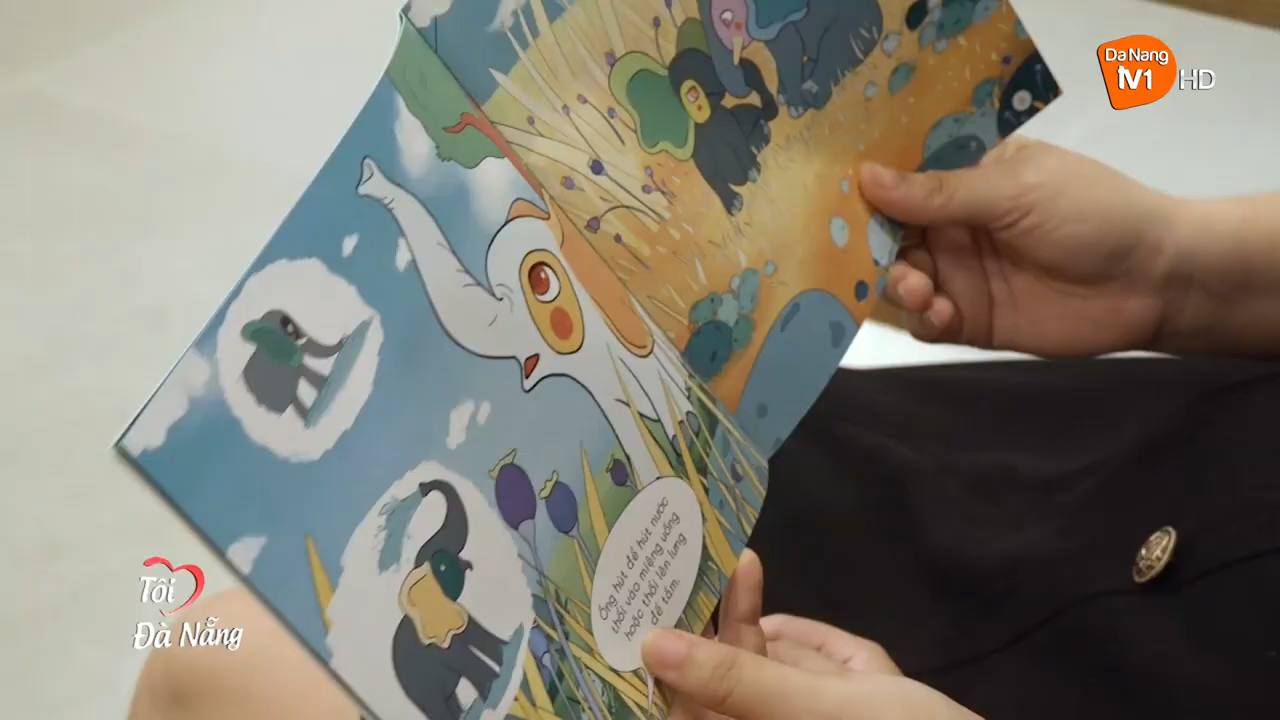 Da Nang
TV1 HD
Ống hút để hút nước
thổi vào miệng uống
hoặc thổi lên lưng
để tắm.
Tôi
Đà Nẵng